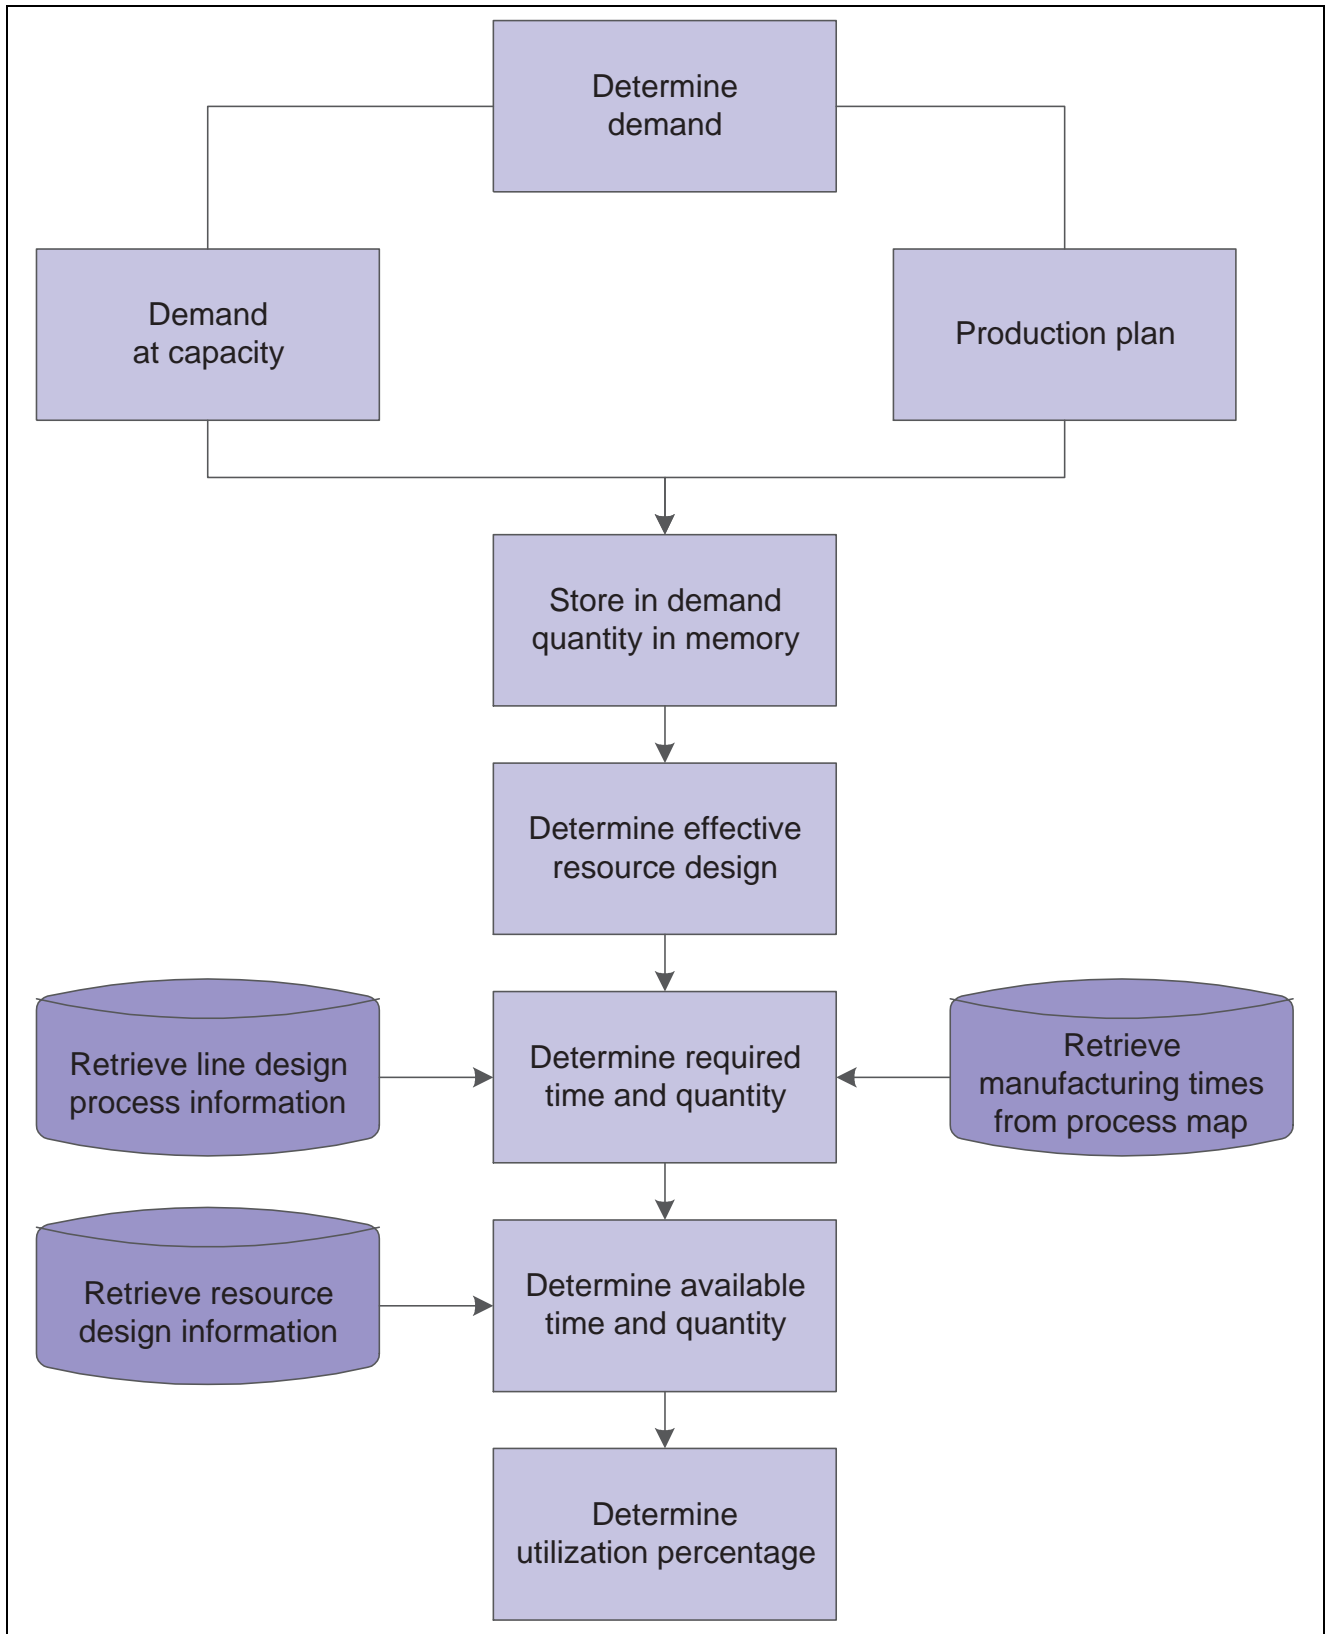 Determine
demand
Demand
at capacity
Production plan
Store in demand
quantity in memory
Determine effective
resource design
Retrieve line design
process information
Determine required
time and quantity
Retrieve
manufacturing times
from process map
Retrieve resource
design information
Determine available
time and quantity
Determine
utilization percentage